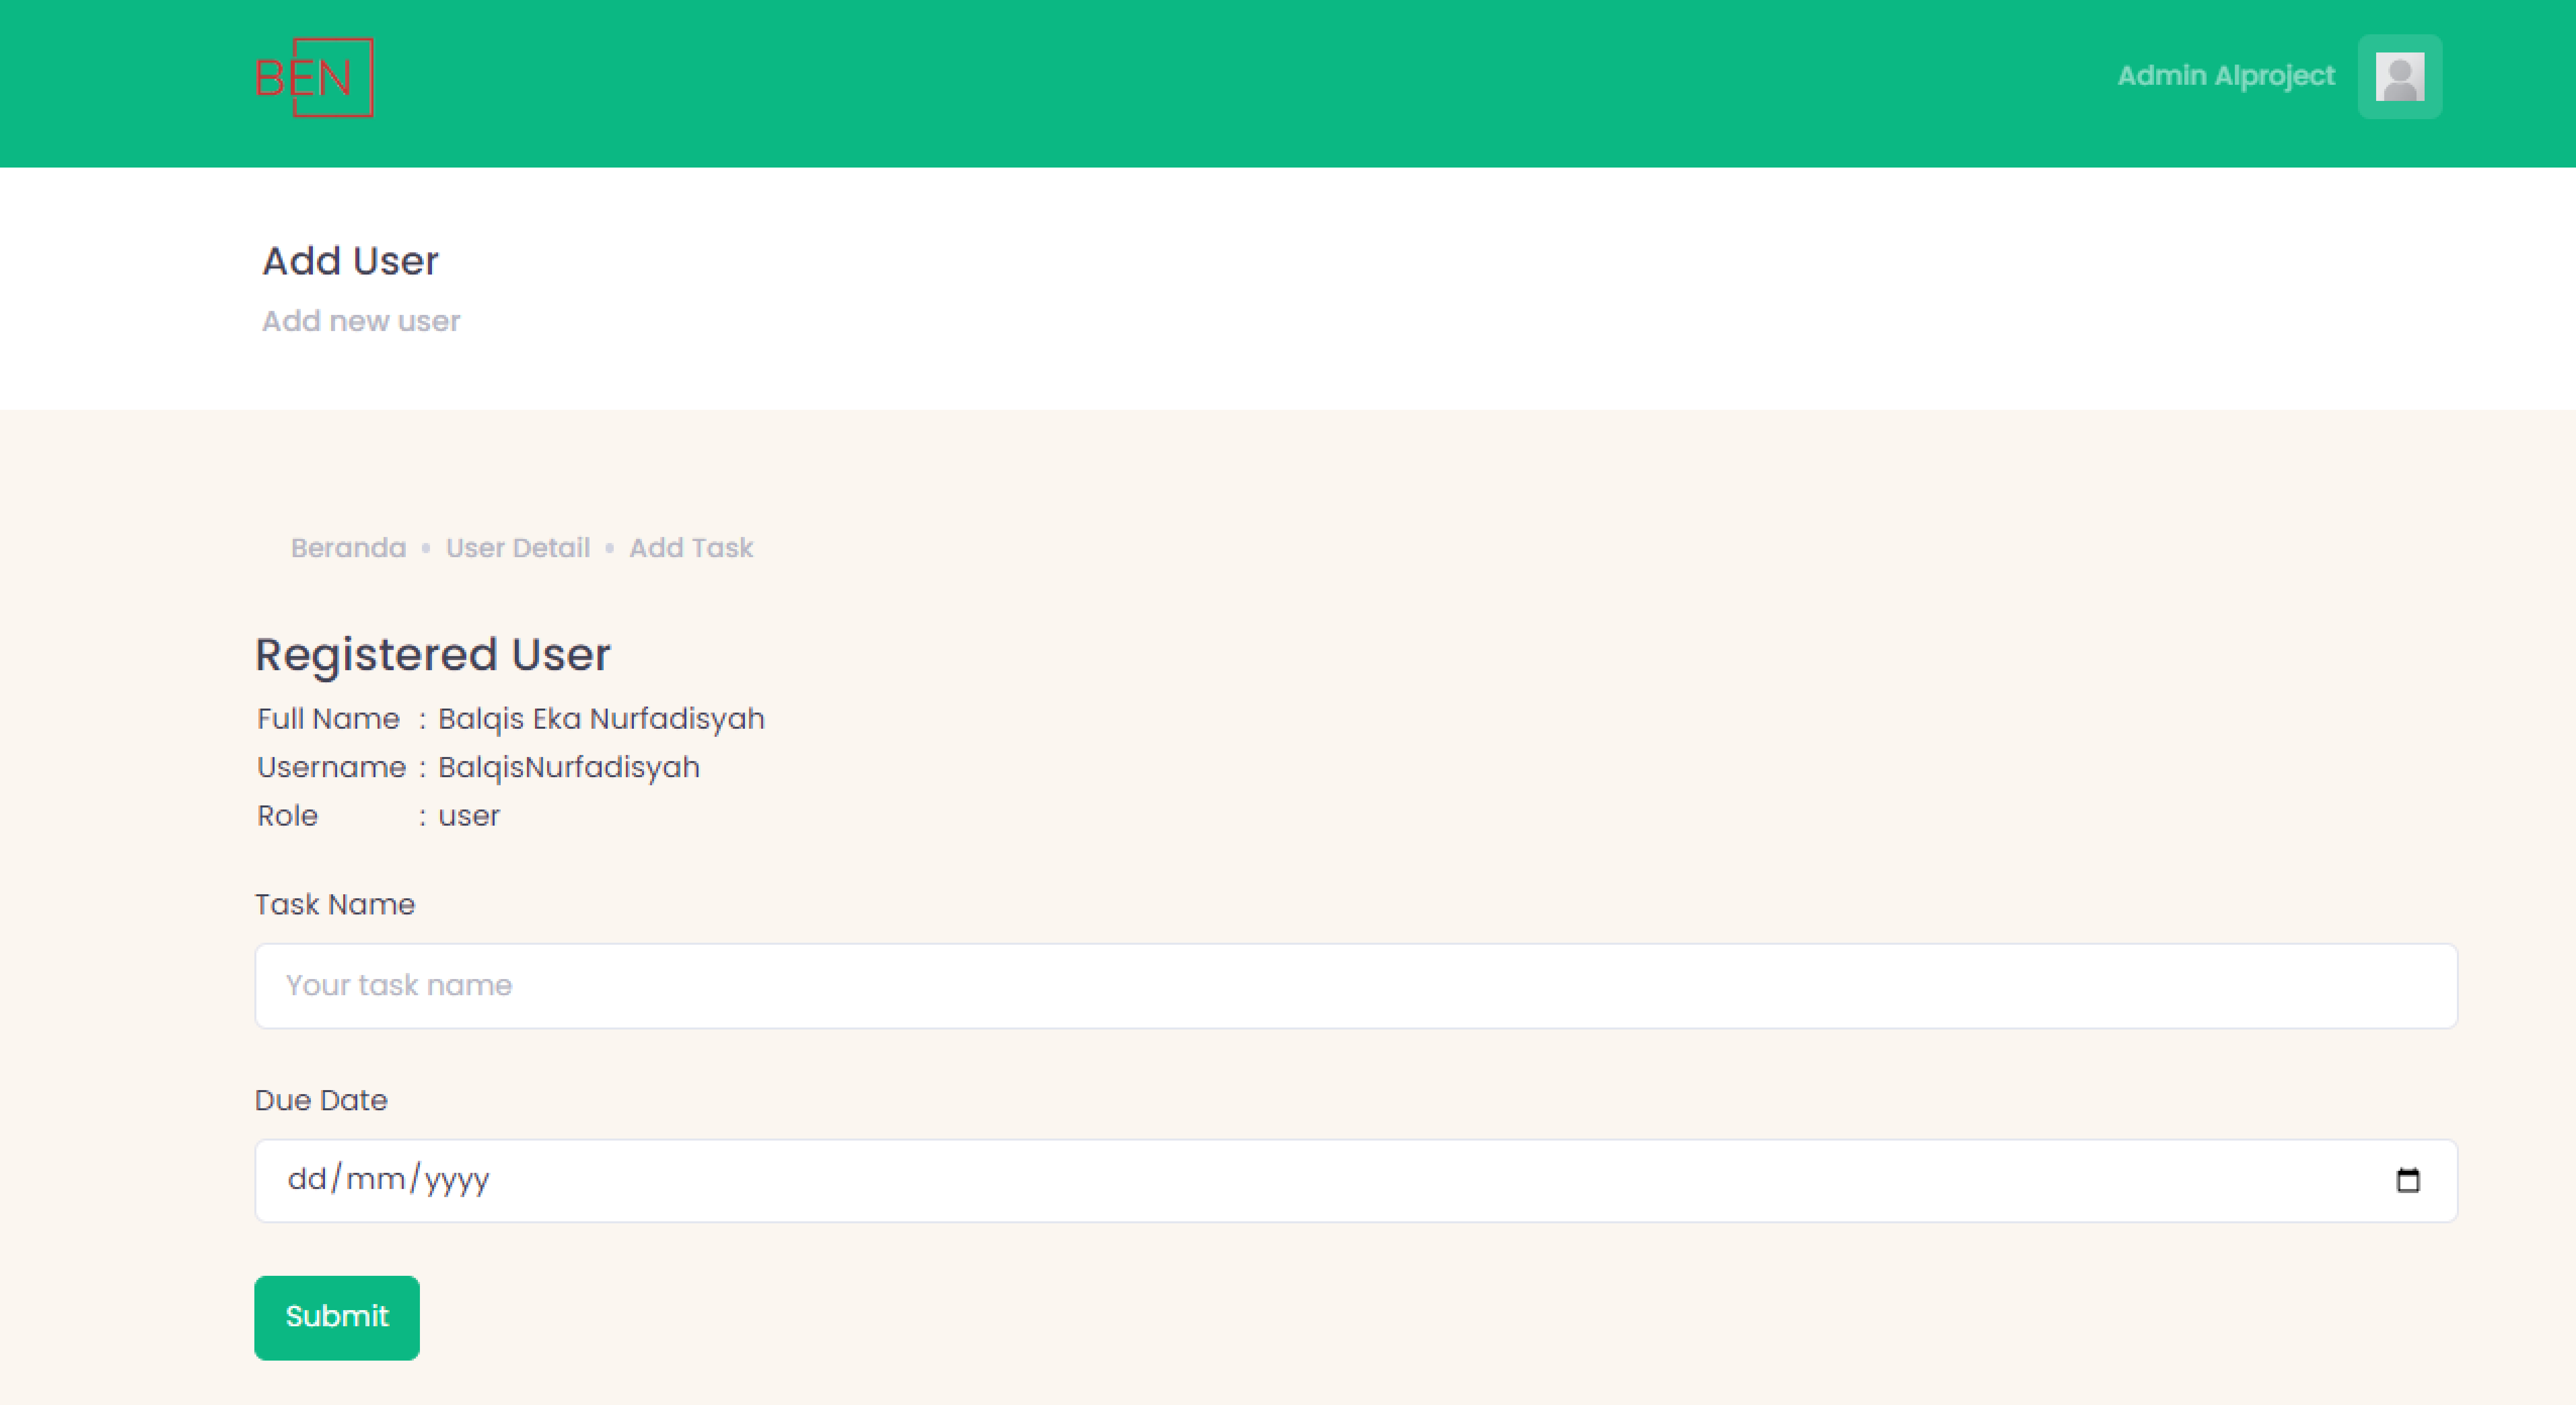 BEN
Admin Alproject
Add User
Add new user
Beranda • User Detail • Add Task
Registered User
Full Name : Balqis Eka Nurfadisyah
Username : BalqisNurfadisyah
Role : user
Task Name
Your task name
Due Date
dd/mm/yyyy
Submit